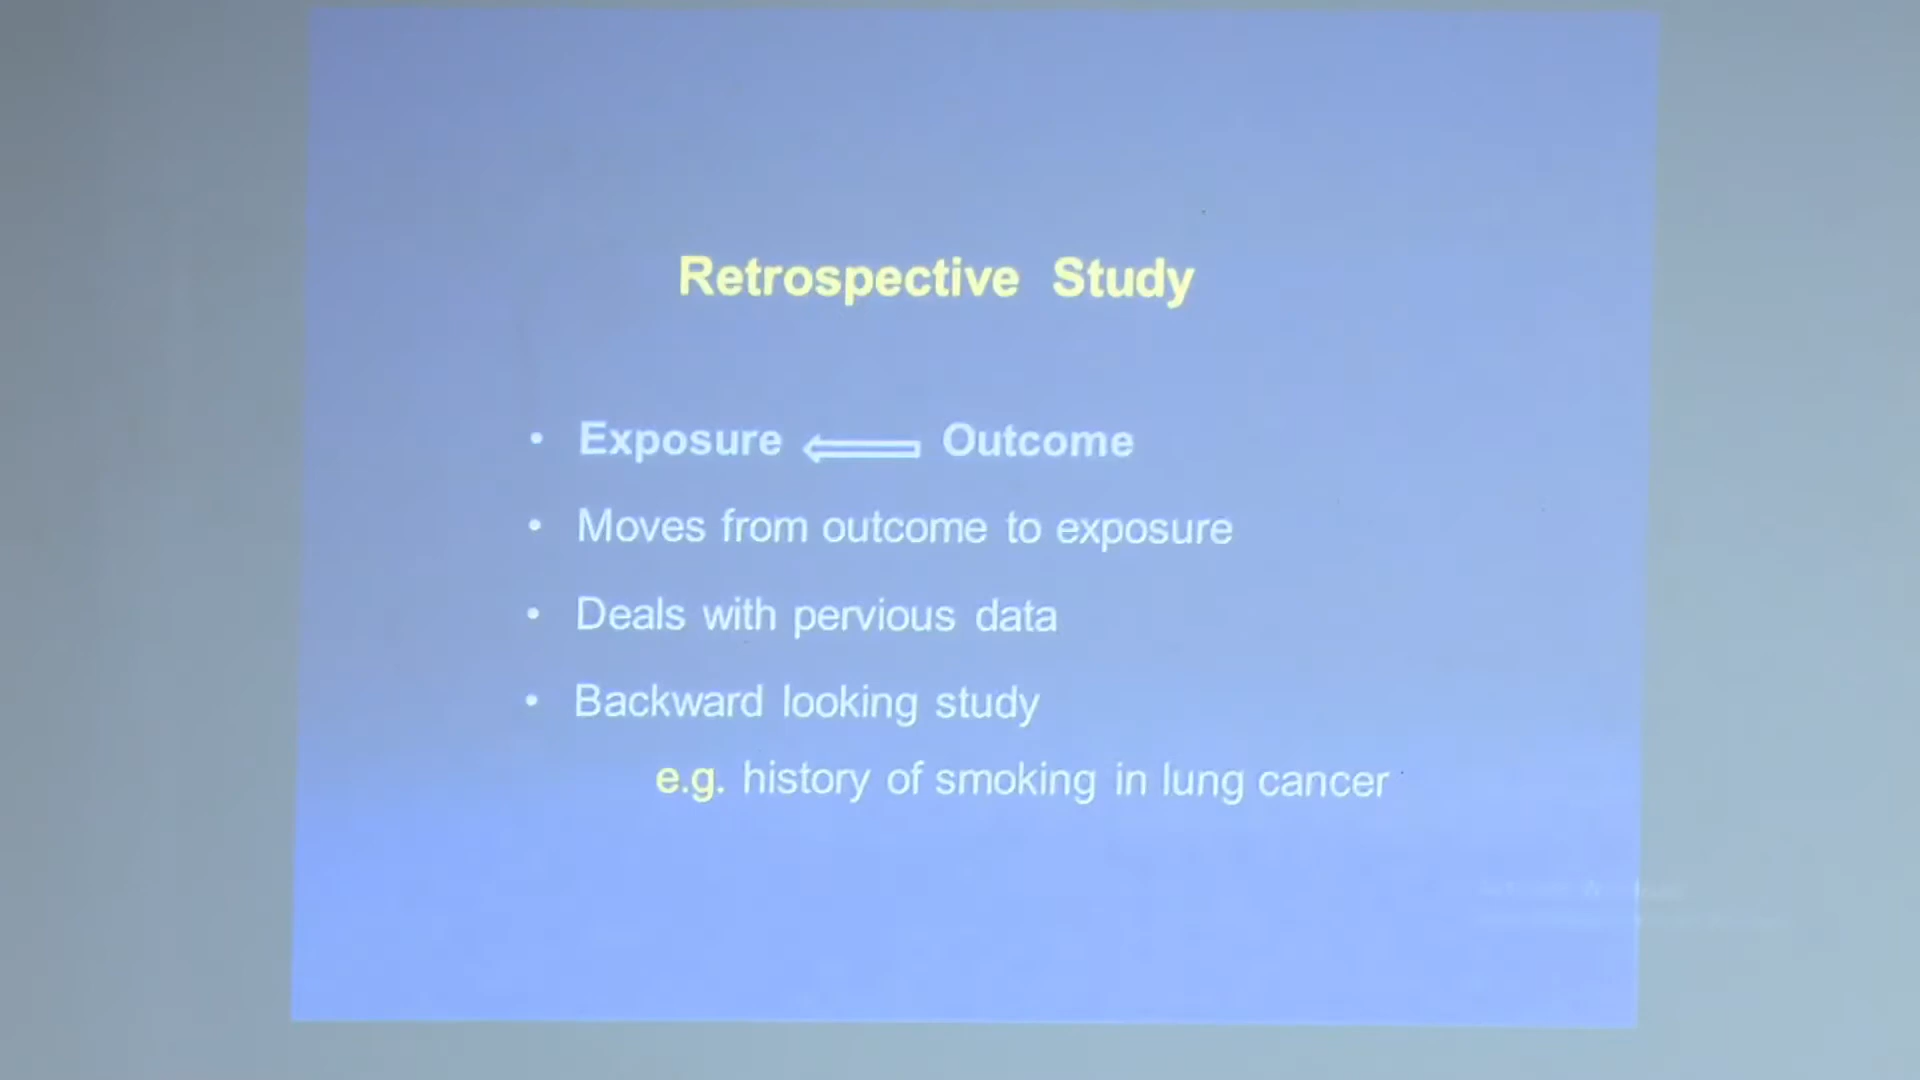 Retrospective Study
• Exposure ⟸ Outcome
• Moves from outcome to exposure
• Deals with pervious data
• Backward looking study
e.g. history of smoking in lung cancer